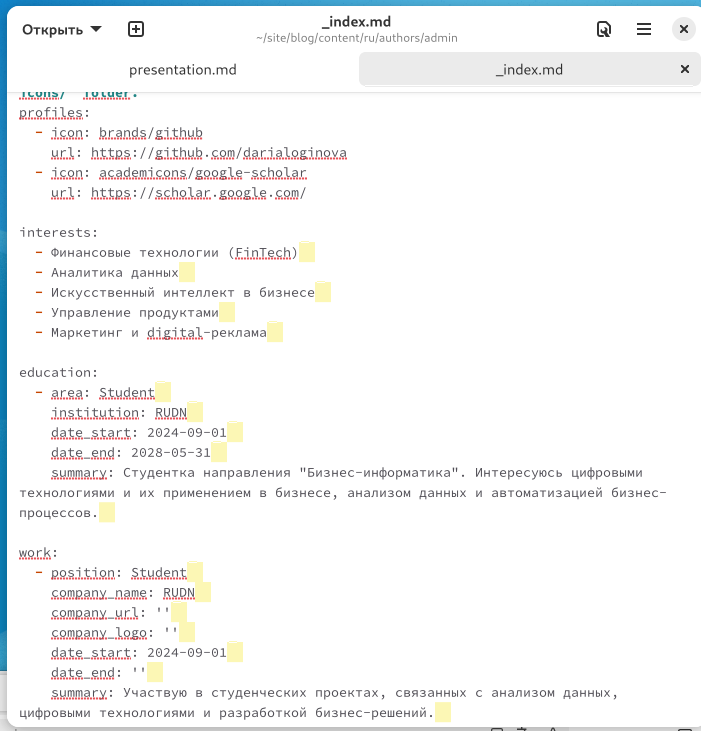 Открыть
_index.md
~/site/blog/content/ru/authors/admin
presentation.md
_index.md
icons/` folder.
profiles:
- icon: brands/github
url: https://github.com/darialoginova
- icon: academicons/google-scholar
url: https://scholar.google.com/
interests:
- Финансовые технологии (FinTech)
- Аналитика данных
- Искусственный интеллект в бизнесе
- Управление продуктами
- Маркетинг и digital-реклама
education:
- area: Student
institution: RUDN
date_start: 2024-09-01
date_end: 2028-05-31
summary: Студентка направления "Бизнес-информатика". Интересуюсь цифровыми
технологиями и их применением в бизнесе, анализом данных и автоматизацией бизнес-
процессов.
work:
- position: Student
company_name: RUDN
company_url: ''
company_logo: ''
date_start: 2024-09-01
date_end: ''
summary: Участвую в студенческих проектах, связанных с анализом данных,
цифровыми технологиями и разработкой бизнес-решений.